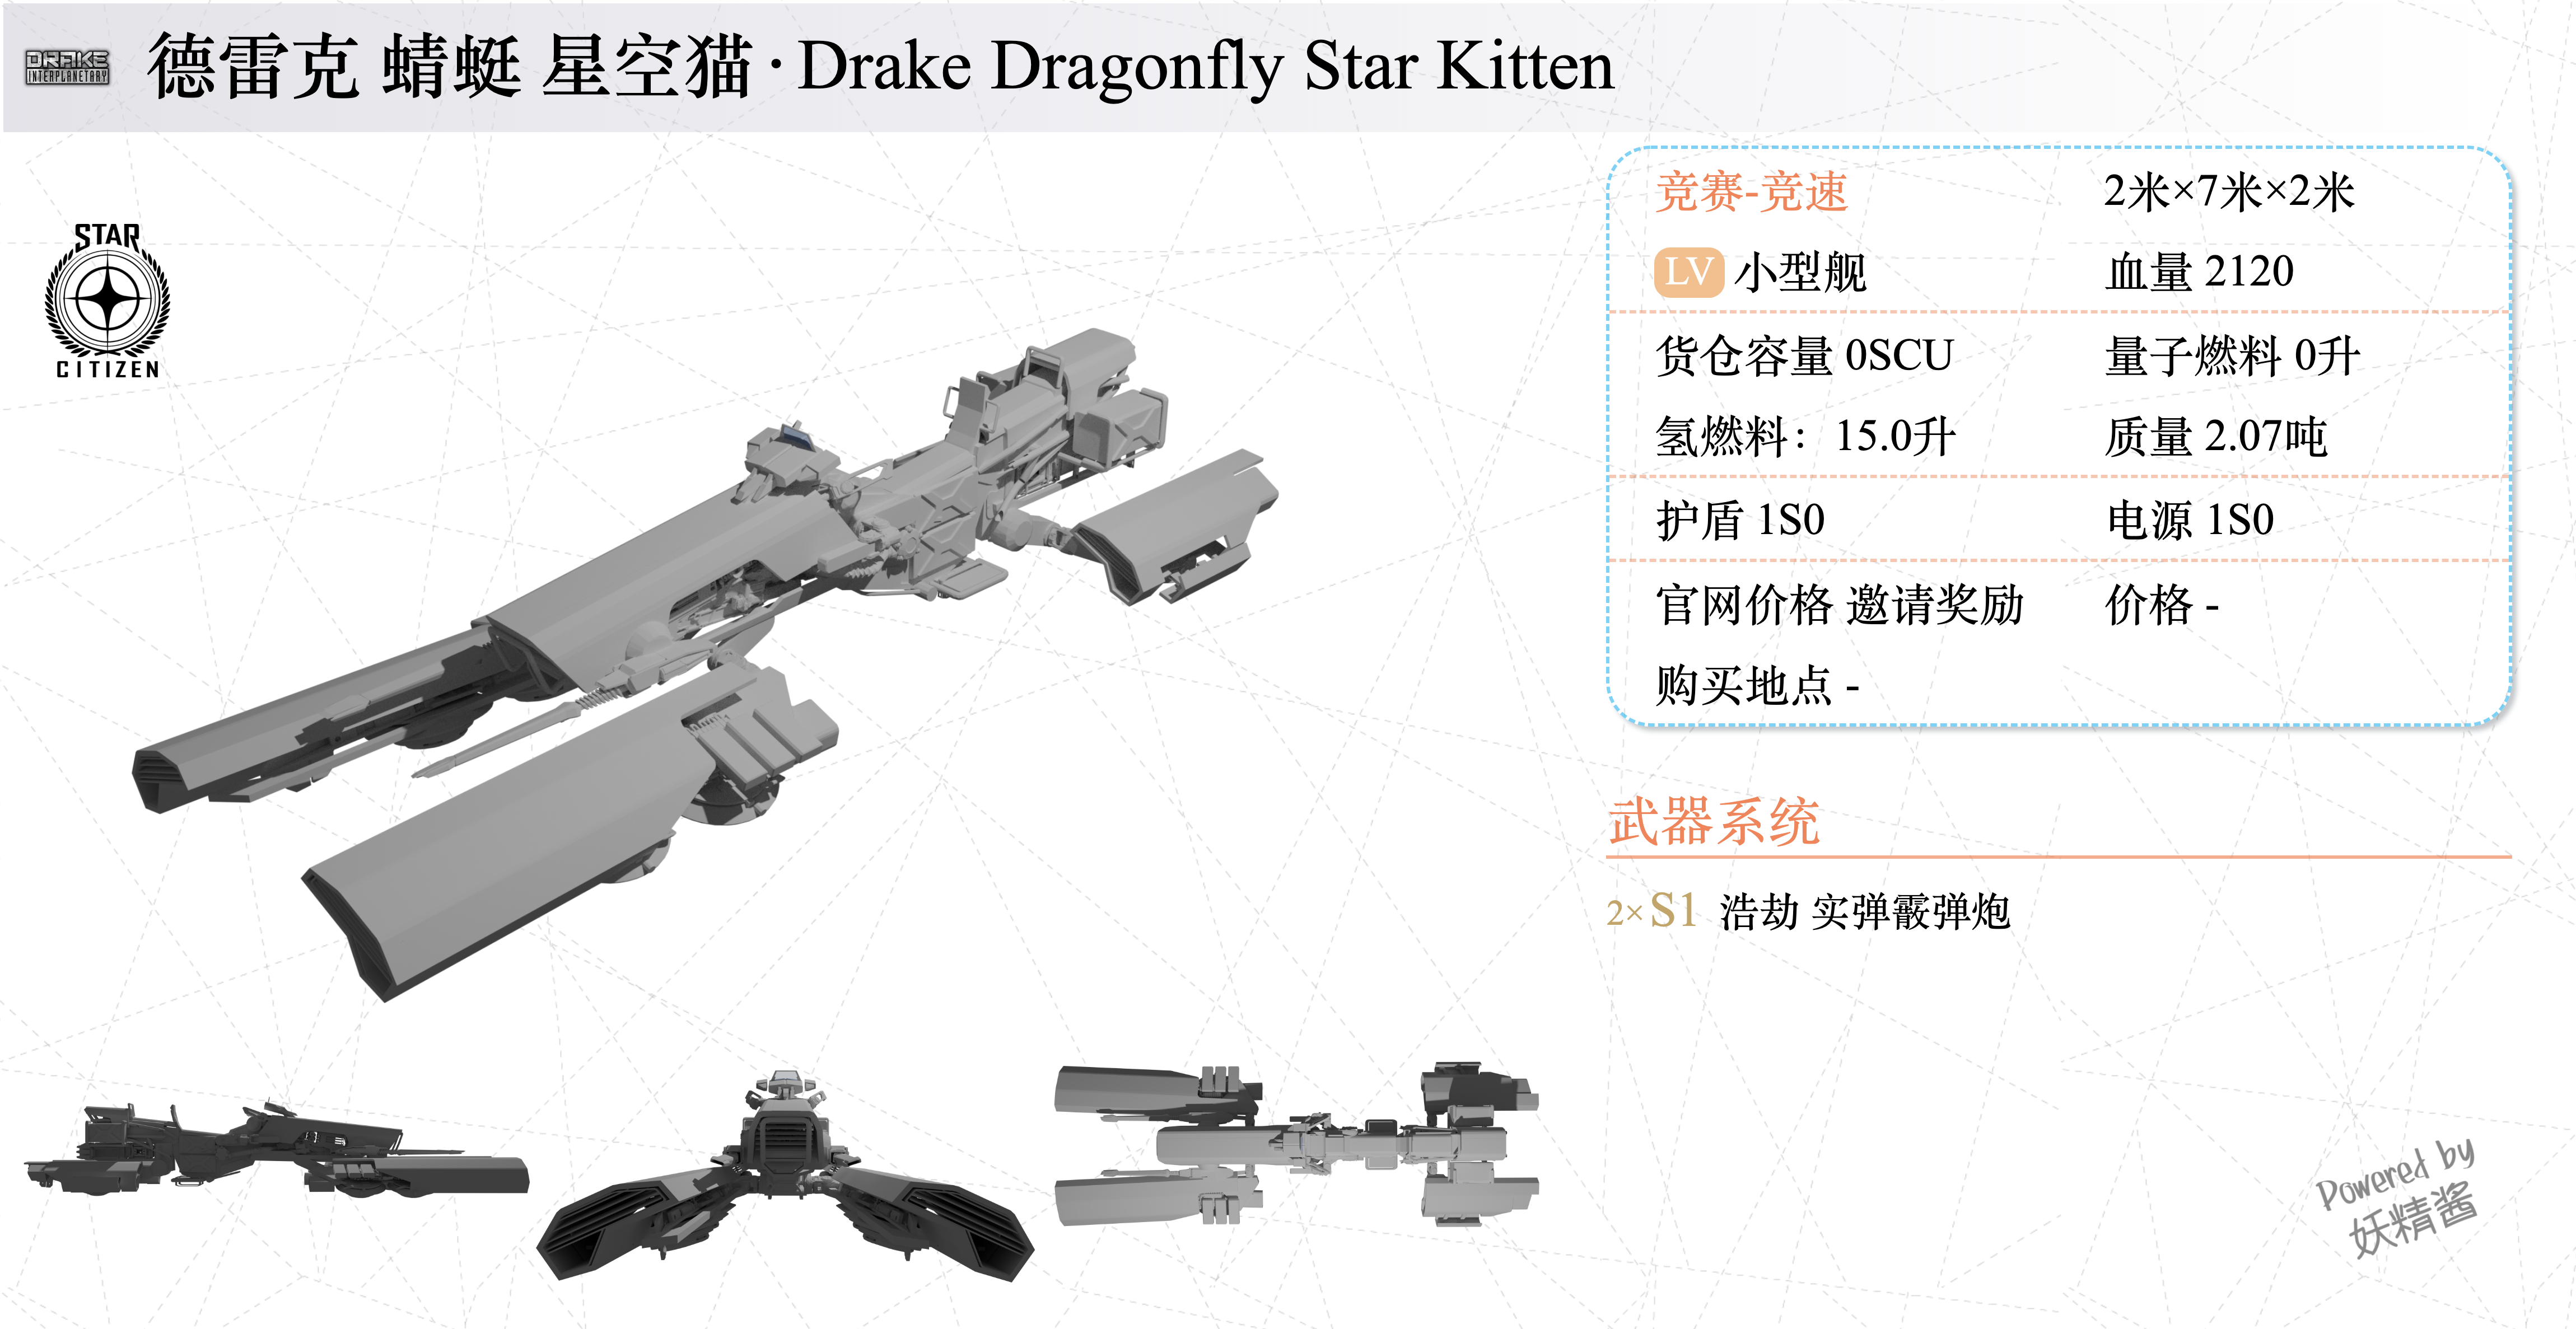 DRAKE
INTERPLANETARY
德雷克 蜻蜓 星空猫·Drake Dragonfly Star Kitten
STAR
CITIZEN
竞赛-竞速 2米×7米×2米
LV 小型舰 血量 2120
货仓容量 0SCU 量子燃料 0升
氢燃料：15.0升 质量 2.07吨
护盾 1S0 电源 1S0
官网价格 邀请奖励 价格 -
购买地点 -
武器系统
2× S1 浩劫 实弹霰弹炮
Powered by
妖精酱